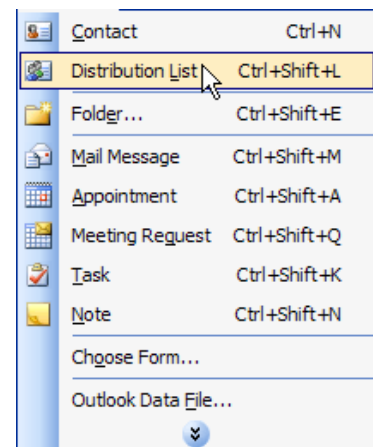 Contact Ctrl+N
Distribution List Ctrl+Shift+L
Folder... Ctrl+Shift+E
Mail Message Ctrl+Shift+M
Appointment Ctrl+Shift+A
Meeting Request Ctrl+Shift+Q
Task Ctrl+Shift+K
Note Ctrl+Shift+N
Choose Form...
Outlook Data File...